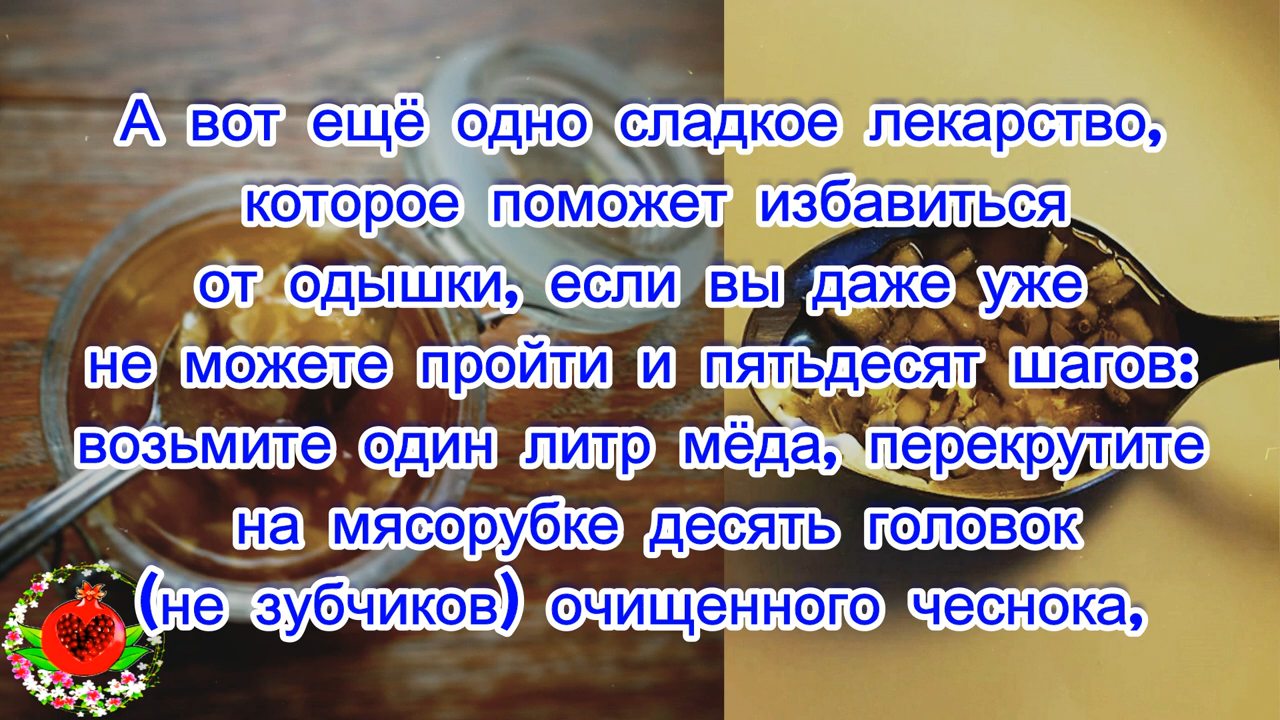 А вот ещё одно сладкое лекарство,
которое поможет избавиться
от одышки, если вы даже уже
не можете пройти и пятьдесят шагов:
возьмите один литр мёда, перекрутите
на мясорубке десять головок
(не зубчиков) очищенного чеснока,